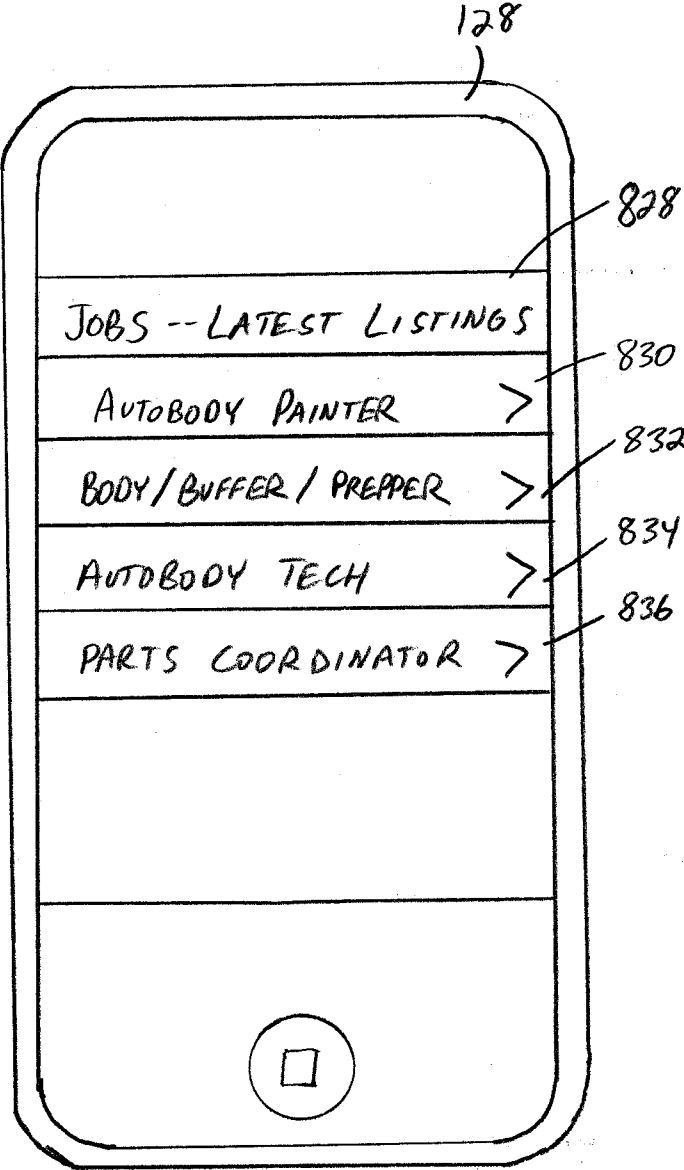 128
828
JOBS -- LATEST LISTINGS
830
AUTOBODY PAINTER >
832
BODY/BUFFER/PREPPER >
834
AUTOBODY TECH >
836
PARTS COORDINATOR >